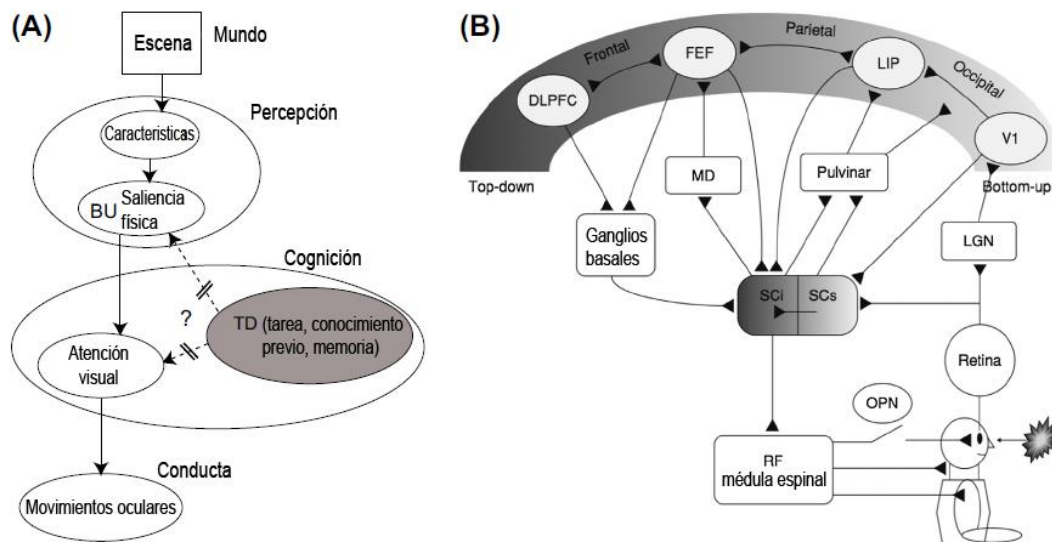 (A)
Escena
Mundo
Percepción
Caracteristicas
BU Saliencia
física
Cognición
?
TD (tarea, conocimiento
previo, memoria)
Atención
visual
Conducta
Movimientos oculares
(B)
Frontal
FEF
Parietal
LIP
Occipital
DLPFC
V1
Top-down
MD
Pulvinar
Bottom-up
Ganglios
basales
LGN
SCi
SCs
Retina
OPN
RF
médula espinal